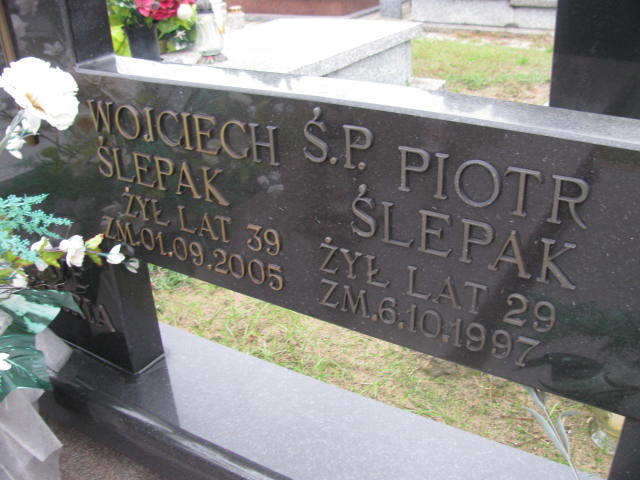 WOJCIECH
ŚLEPAK
ŻYŁ LAT 39
ZM.01.09.2005
Ś.P. PIOTR
ŚLEPAK
ŻYŁ LAT 29
ZM.6.10.1997